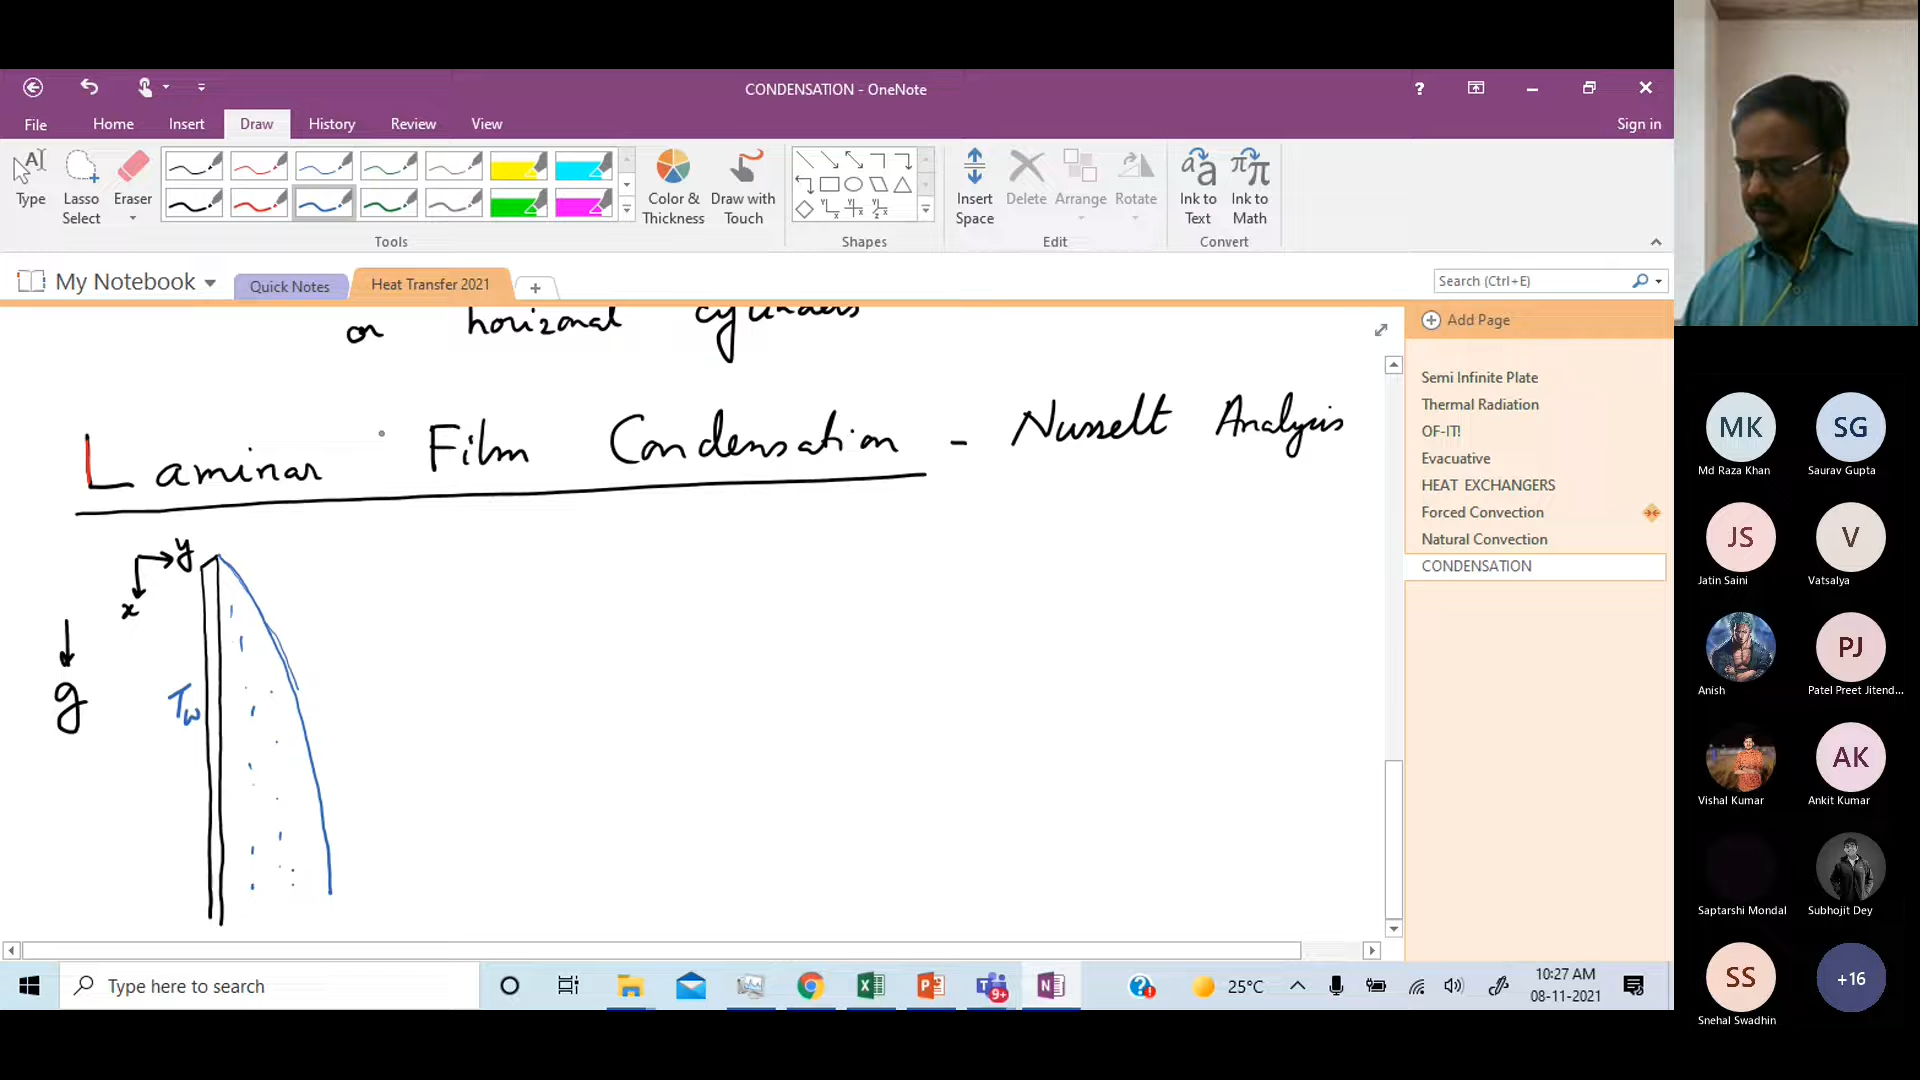 CONDENSATION - OneNote
?
File
Home
Insert
Draw
History
Review
View
Sign in
Type
Lasso Select
Eraser
Color & Thickness
Draw with Touch
Insert Space
Delete
Arrange
Rotate
Ink to Text
Ink to Math
Tools
Shapes
Edit
Convert
My Notebook
Quick Notes
Heat Transfer 2021
Search (Ctrl+E)
on horizonal cylinders
Laminar Film Condensation - Nusselt Analysis
y
x
g
Tw
Add Page
Semi Infinite Plate
Thermal Radiation
OF-IT!
Evacuative
HEAT EXCHANGERS
Forced Convection
Natural Convection
CONDENSATION
MK
Md Raza Khan
SG
Saurav Gupta
JS
Jatin Saini
V
Vatsalya
Anish
PJ
Patel Preet Jitend...
Vishal Kumar
AK
Ankit Kumar
Saptarshi Mondal
Subhojit Dey
SS
Snehal Swadhin
+16
Type here to search
9+
25°C
10:27 AM
08-11-2021